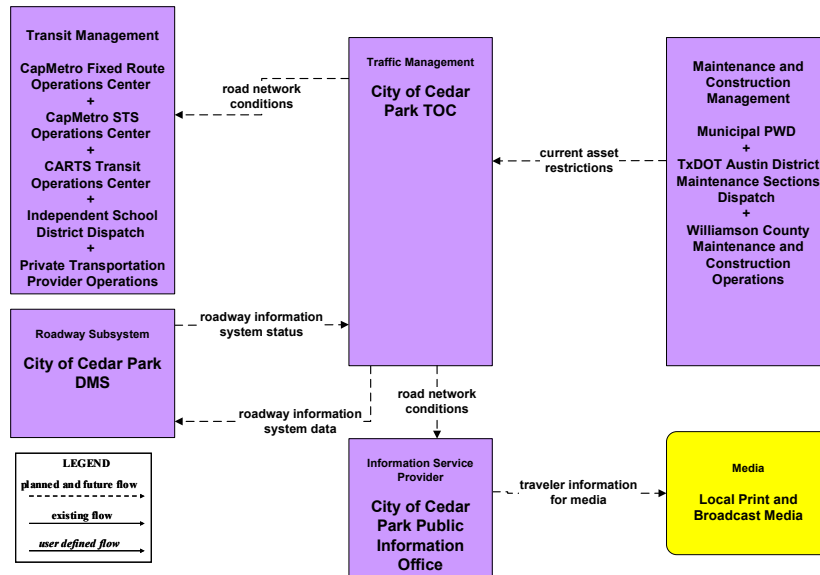 Transit Management
CapMetro Fixed Route
Operations Center
+
CapMetro STS
Operations Center
+
CARTS Transit
Operations Center
+
Independent School
District Dispatch
+
Private Transportation
Provider Operations
road network
conditions
Traffic Management
City of Cedar
Park TOC
current asset
restrictions
Maintenance and
Construction
Management
Municipal PWD
+
TxDOT Austin District
Maintenance Sections
Dispatch
+
Williamson County
Maintenance and
Construction
Operations
Roadway Subsystem
City of Cedar Park
DMS
roadway information
system status
roadway information
system data
road network
conditions
LEGEND
planned and future flow
existing flow
user defined flow
Information Service
Provider
City of Cedar
Park Public
Information
Office
traveler information
for media
Media
Local Print and
Broadcast Media